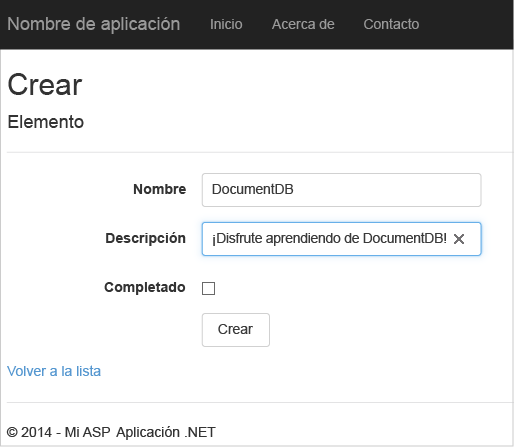 Nombre de aplicación Inicio Acerca de Contacto
Crear
Elemento
Nombre DocumentDB
Descripción ¡Disfrute aprendiendo de DocumentDB!
Completado
Crear
Volver a la lista
© 2014 - Mi ASP Aplicación .NET